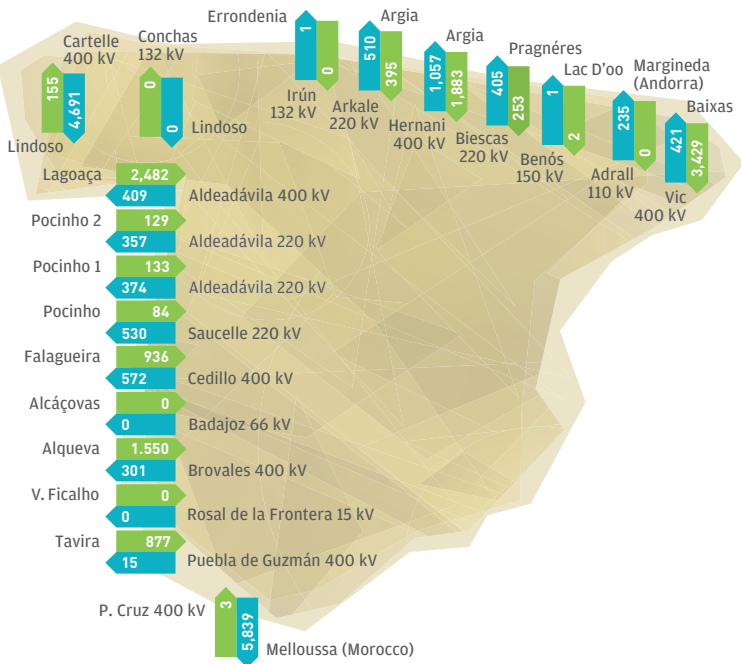 Errondenia
1
0
Irún
132 kV
Argia
510
395
Arkale
220 kV
Argia
1,057
1,883
Hernani
400 kV
Pragnéres
405
253
Biescas
220 kV
Lac D'oo
1
2
Benós
150 kV
Margineda
(Andorra)
235
0
Adrall
110 kV
Baixas
421
3,429
Vic
400 kV
Cartelle
400 kV
155
4,691
Lindoso
Conchas
132 kV
0
0
Lindoso
Lagoaça 2,482
409 Aldeadávila 400 kV
Pocinho 2 129
357 Aldeadávila 220 kV
Pocinho 1 133
374 Aldeadávila 220 kV
Pocinho 84
530 Saucelle 220 kV
Falagueira 936
572 Cedillo 400 kV
Alcáçovas 0
0 Badajoz 66 kV
Alqueva 1.550
301 Brovales 400 kV
V. Ficalho 0
0 Rosal de la Frontera 15 kV
Tavira 877
15 Puebla de Guzmán 400 kV
P. Cruz 400 kV
3
5,839
Melloussa (Morocco)